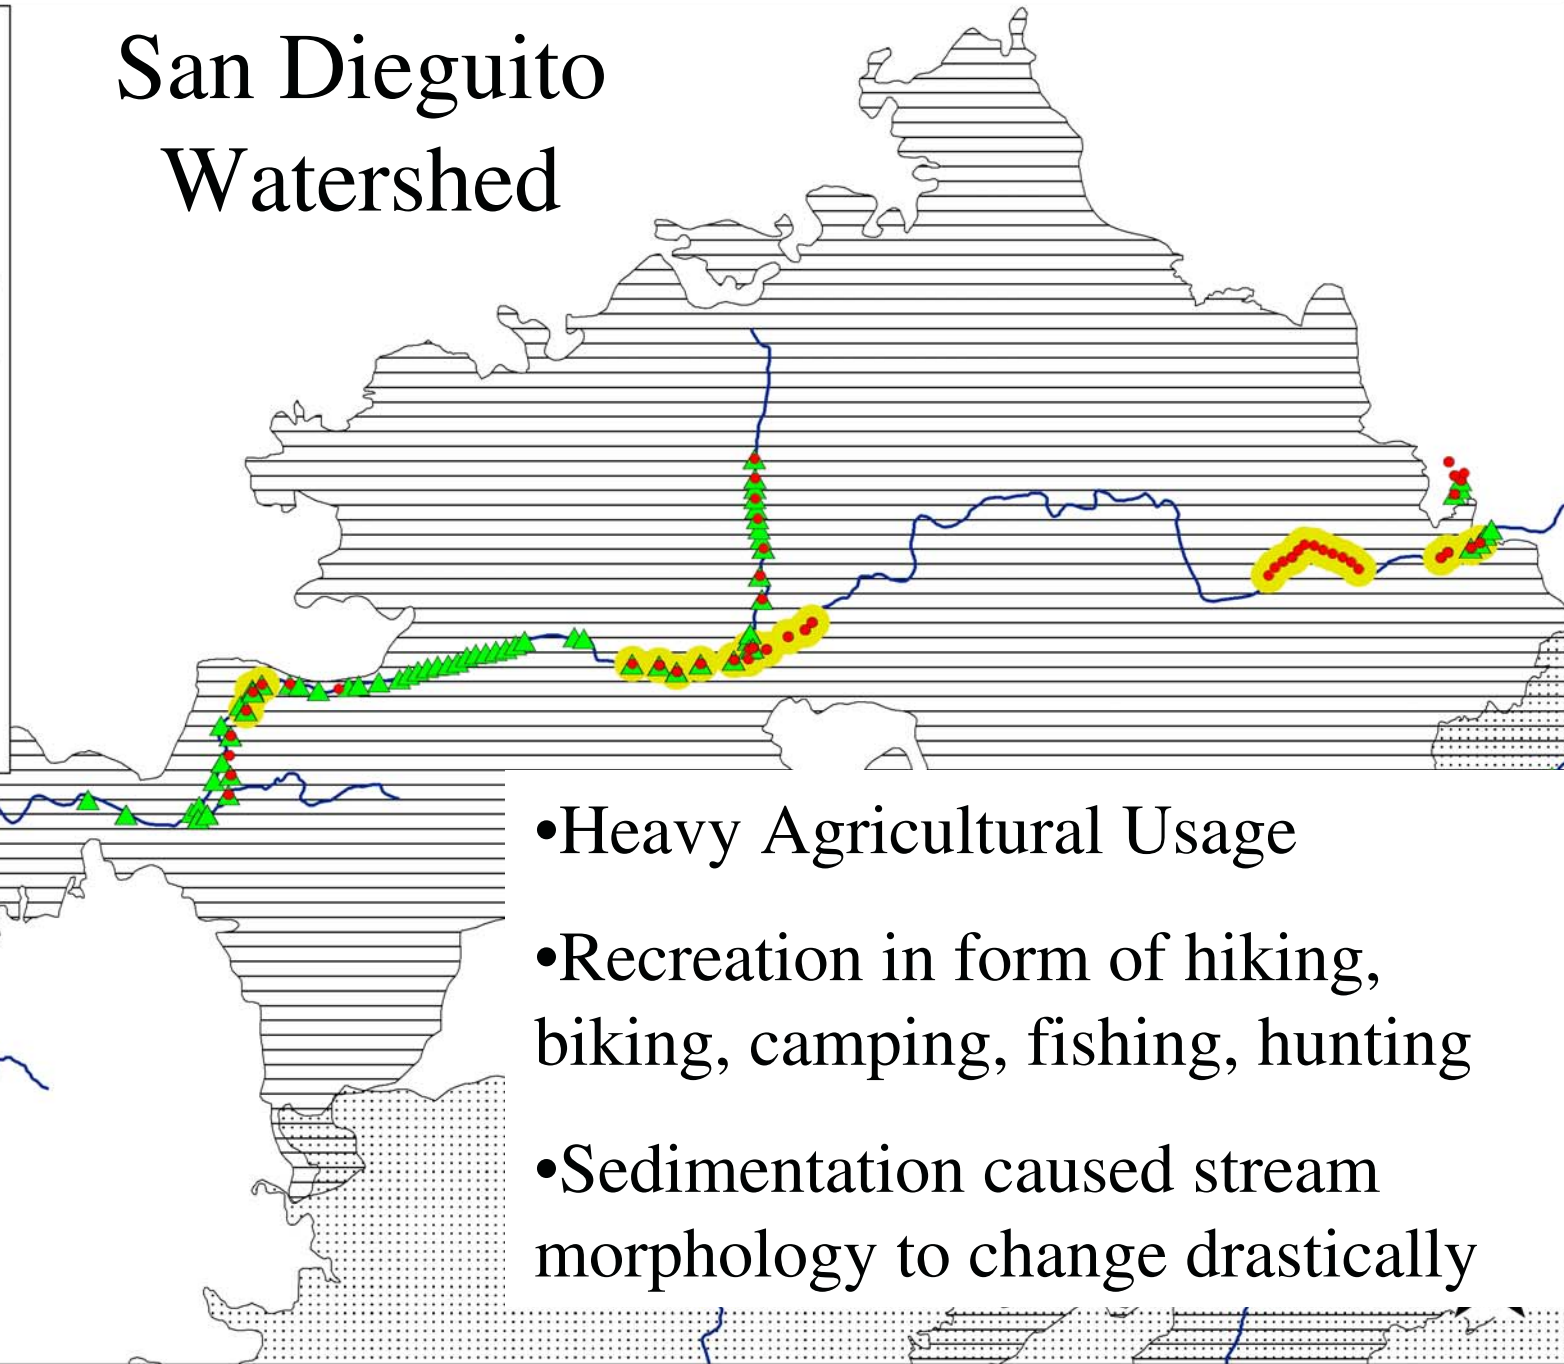 San Dieguito
Watershed
•Heavy Agricultural Usage
•Recreation in form of hiking,
biking, camping, fishing, hunting
•Sedimentation caused stream
morphology to change drastically